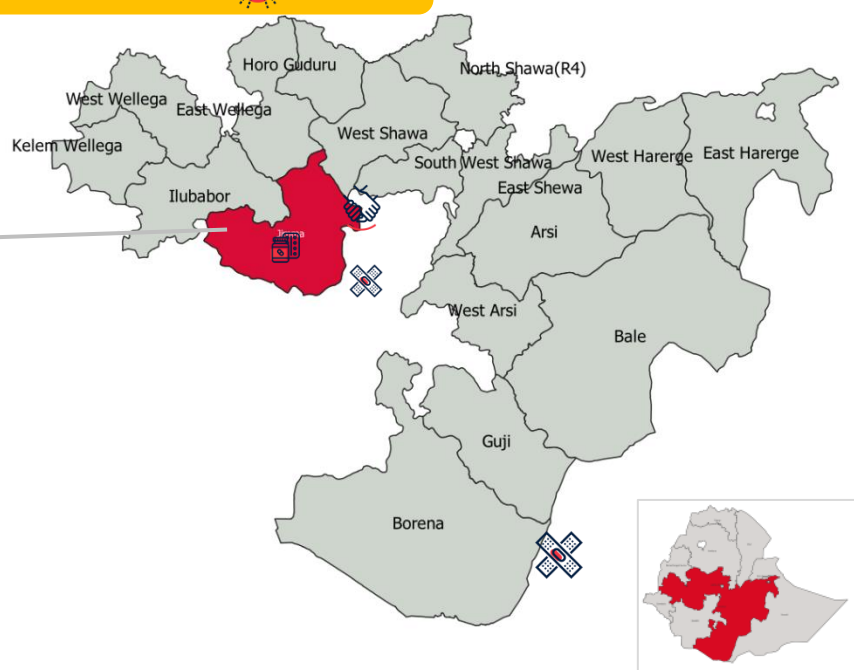 Horo Guduru
North Shawa(R4)
West Wellega
East Wellega
West Shawa
Kelem Wellega
South West Shawa
West Harerge
East Harerge
East Shewa
Ilubabor
Arsi
West Arsi
Bale
Guji
Borena